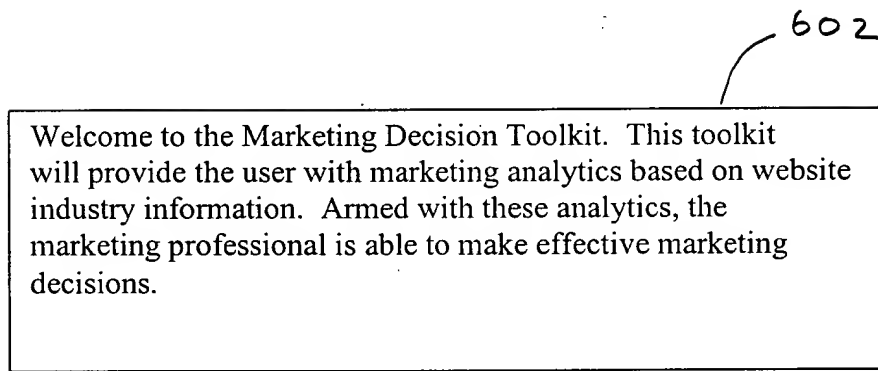 602
Welcome to the Marketing Decision Toolkit. This toolkit
will provide the user with marketing analytics based on website
industry information. Armed with these analytics, the
marketing professional is able to make effective marketing
decisions.